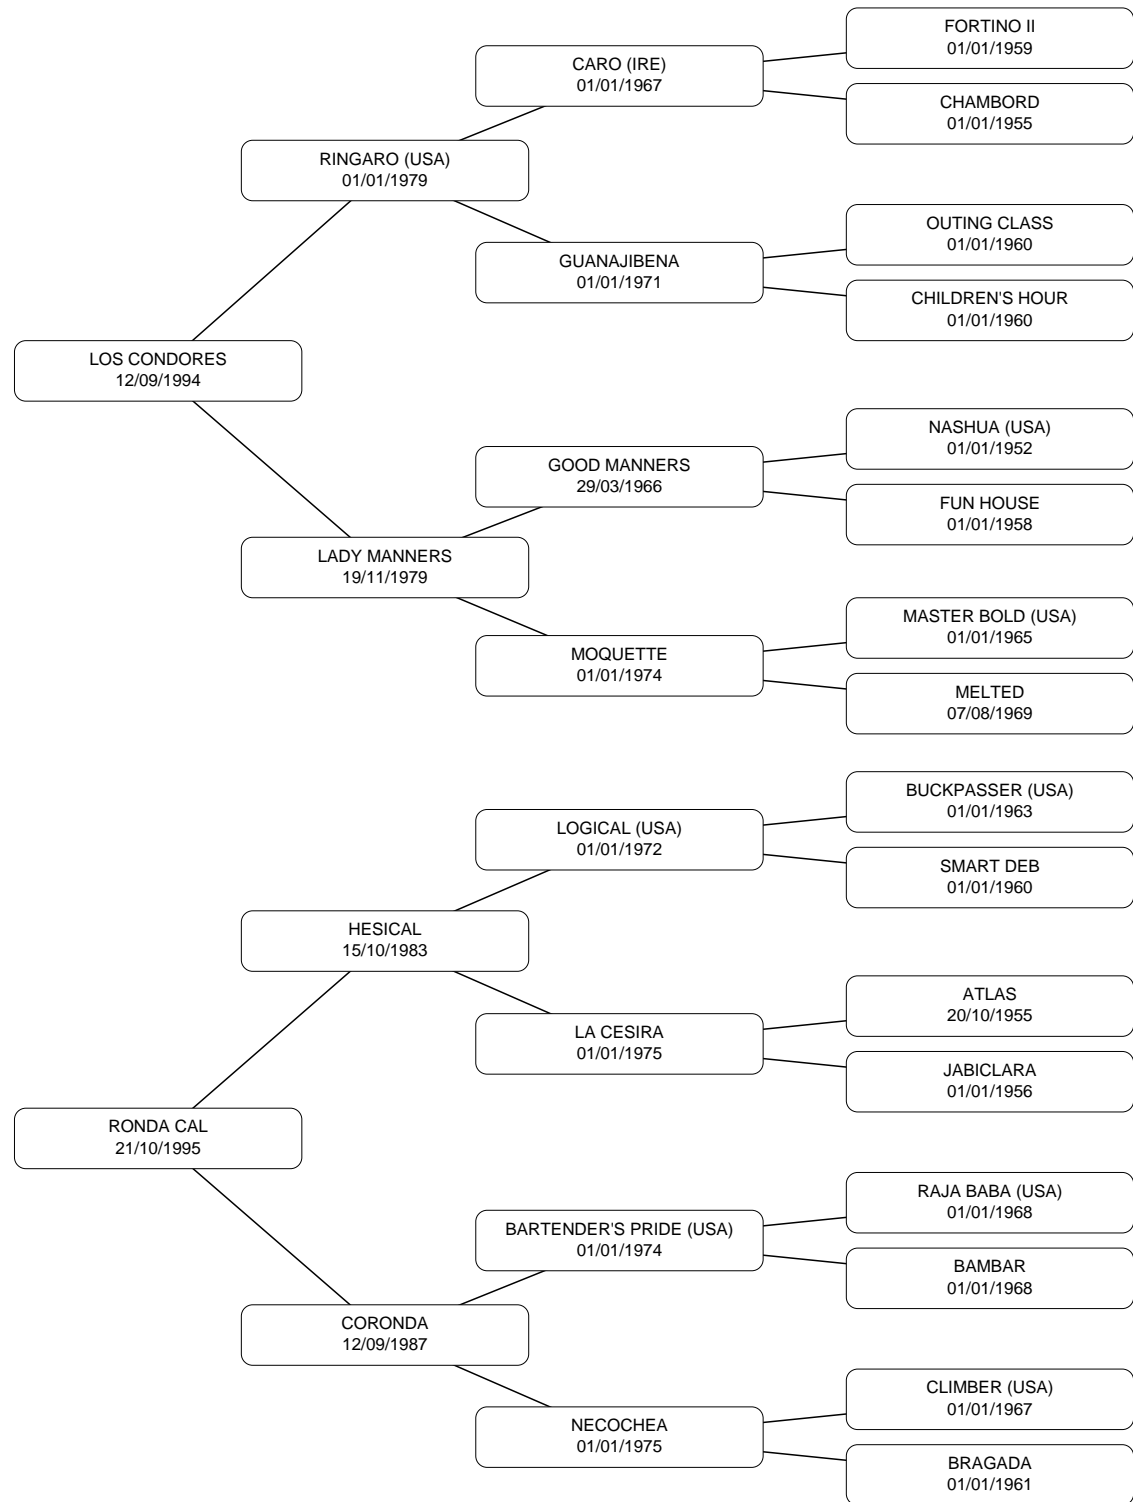 FORTINO II
01/01/1959
CARO (IRE)
01/01/1967
CHAMBORD
01/01/1955
RINGARO (USA)
01/01/1979
OUTING CLASS
01/01/1960
GUANAJIBENA
01/01/1971
CHILDREN'S HOUR
01/01/1960
LOS CONDORES
12/09/1994
NASHUA (USA)
01/01/1952
GOOD MANNERS
29/03/1966
FUN HOUSE
01/01/1958
LADY MANNERS
19/11/1979
MASTER BOLD (USA)
01/01/1965
MOQUETTE
01/01/1974
MELTED
07/08/1969
BUCKPASSER (USA)
01/01/1963
LOGICAL (USA)
01/01/1972
SMART DEB
01/01/1960
HESICAL
15/10/1983
ATLAS
20/10/1955
LA CESIRA
01/01/1975
JABICLARA
01/01/1956
RONDA CAL
21/10/1995
RAJA BABA (USA)
01/01/1968
BARTENDER'S PRIDE (USA)
01/01/1974
BAMBAR
01/01/1968
CORONDA
12/09/1987
CLIMBER (USA)
01/01/1967
NECOCHEA
01/01/1975
BRAGADA
01/01/1961